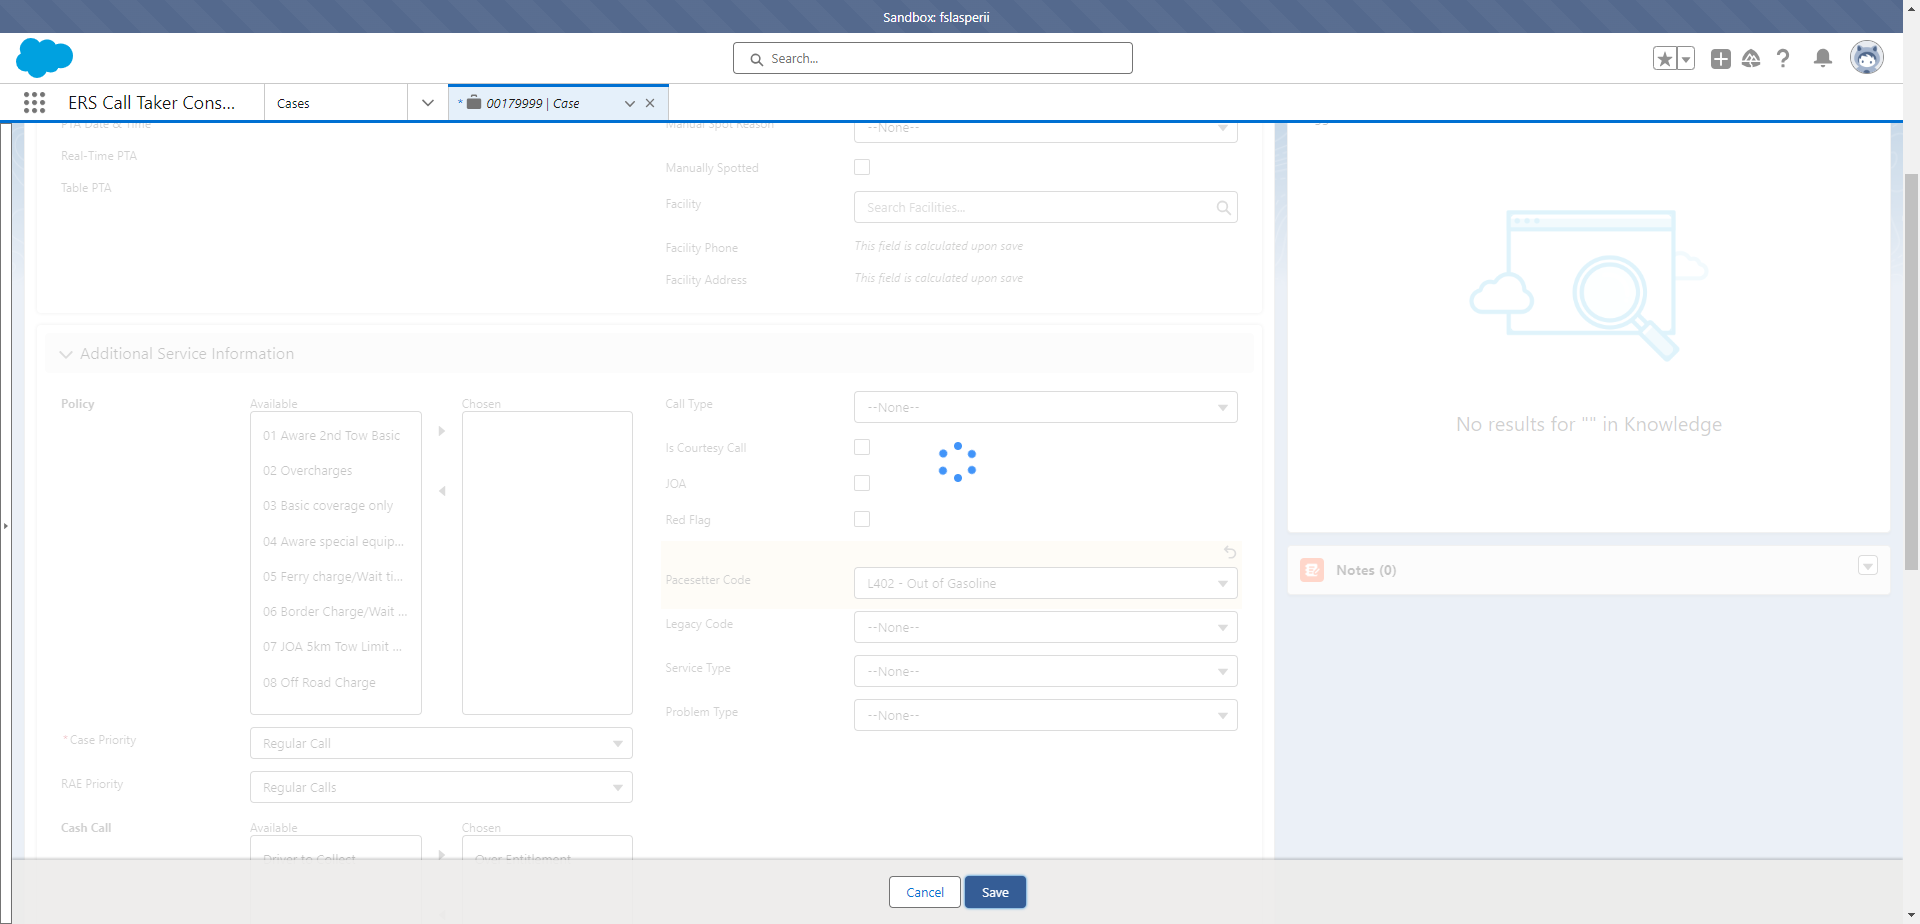 Sandbox: fslasperii
Search...
ERS Call Taker Cons...
Cases
* 00179999 | Case
PTA Date & Time
Real-Time PTA
Table PTA
Manual Spot Reason
--None--
Manually Spotted
Facility
Search Facilities...
Facility Phone
This field is calculated upon save
Facility Address
This field is calculated upon save
Additional Service Information
Policy
Available
Chosen
01 Aware 2nd Tow Basic
02 Overcharges
03 Basic coverage only
04 Aware special equip...
05 Ferry charge/Wait ti...
06 Border Charge/Wait ...
07 JOA 5km Tow Limit ...
08 Off Road Charge
*Case Priority
Regular Call
RAE Priority
Regular Calls
Cash Call
Available
Chosen
Driver to Collect
Over Entitlement
Call Type
--None--
Is Courtesy Call
JOA
Red Flag
Pacesetter Code
L402 - Out of Gasoline
Legacy Code
--None--
Service Type
--None--
Problem Type
--None--
No results for "" in Knowledge
Notes (0)
Cancel
Save